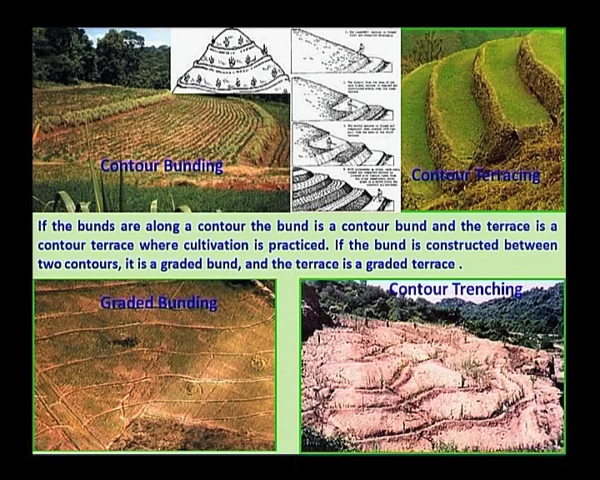 Contour Bunding
Contour Terracing
If the bunds are along a contour the bund is a contour bund and the terrace is a
contour terrace where cultivation is practiced. If the bund is constructed between
two contours, it is a graded bund, and the terrace is a graded terrace .
Graded Bunding
Contour Trenching